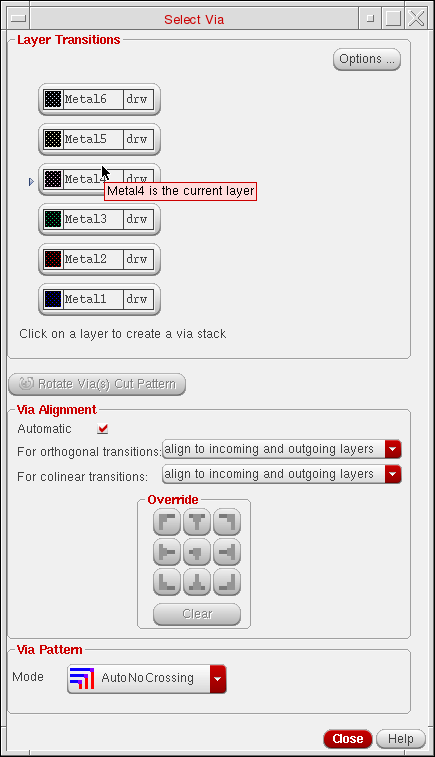 Select Via
Layer Transitions
Options ...
Metal6 drw
Metal5 drw
Metal4 drw
Metal4 is the current layer
Metal3 drw
Metal2 drw
Metal1 drw
Click on a layer to create a via stack
Rotate Via(s) Cut Pattern
Via Alignment
Automatic
For orthogonal transitions: align to incoming and outgoing layers
For colinear transitions: align to incoming and outgoing layers
Override
Clear
Via Pattern
Mode AutoNoCrossing
Close Help